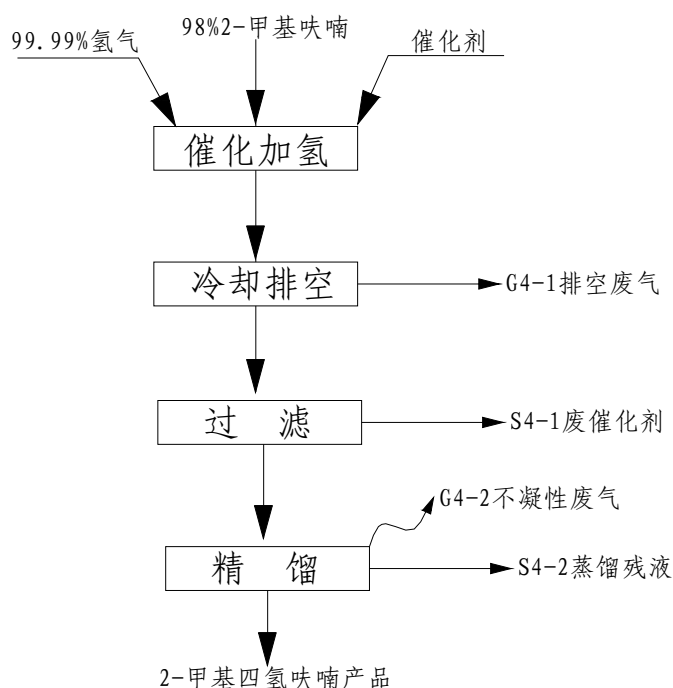 98%2-甲基呋喃
99.99%氢气
催化剂
催化加氢
冷却排空
G4-1排空废气
过 滤
S4-1废催化剂
G4-2不凝性废气
精 馏
S4-2蒸馏残液
2-甲基四氢呋喃产品